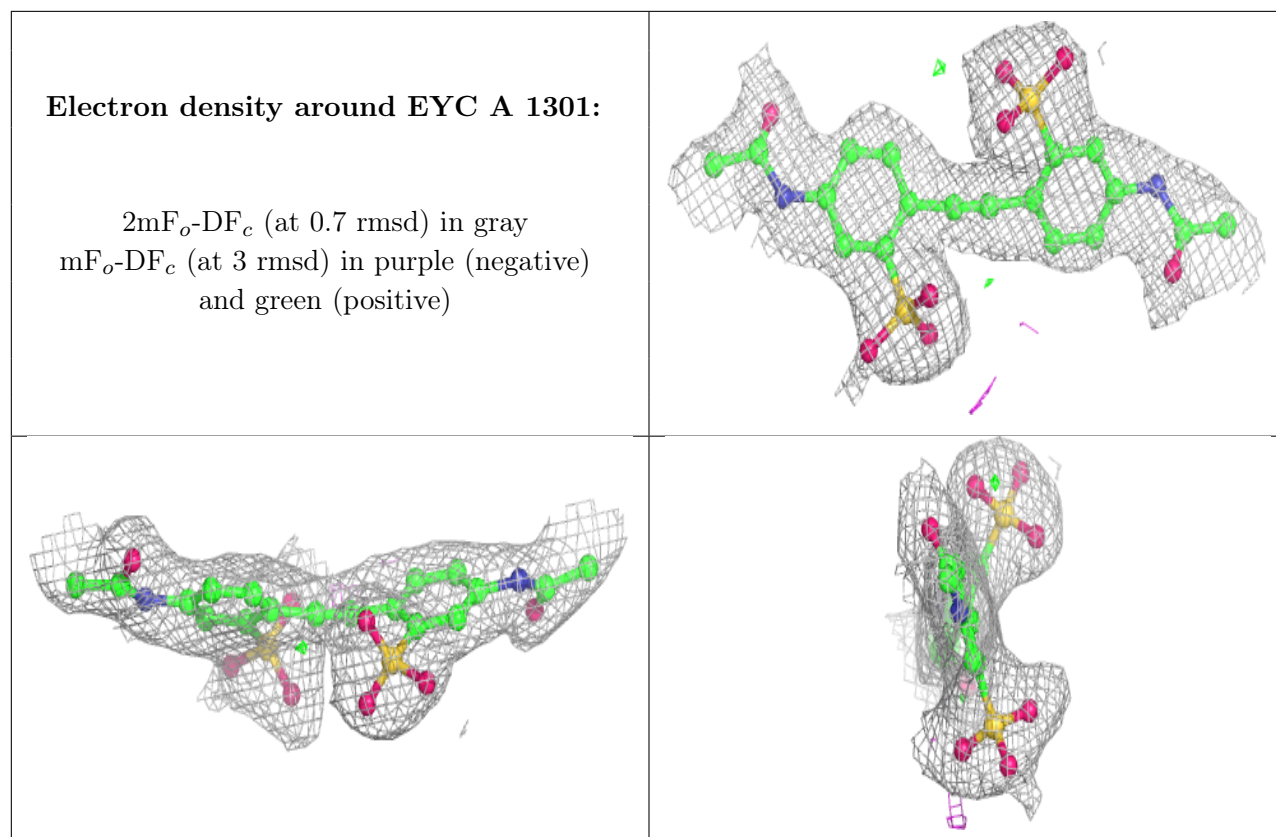 Electron density around EYC A 1301:
2mFo-DFc (at 0.7 rmsd) in gray
mFo-DFc (at 3 rmsd) in purple (negative)
and green (positive)